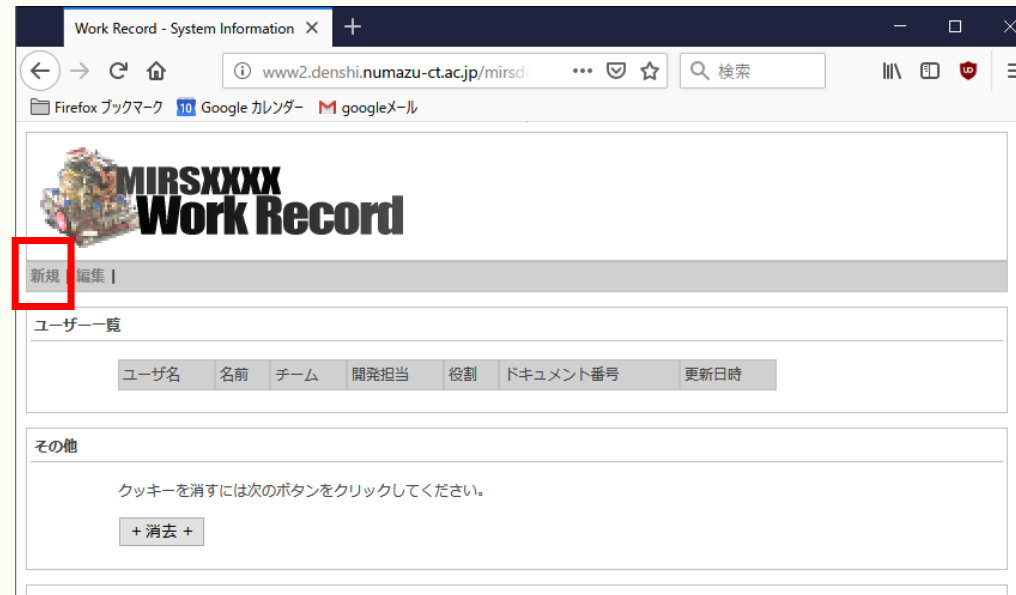 Work Record - System Information
www2.denshi.numazu-ct.ac.jp/mirsdc
検索
Firefox ブックマーク 10 Google カレンダー googleメール
MIRSXXXX
Work Record
新規 | 編集 |
ユーザー一覧
ユーザ名 名前 チーム 開発担当 役割 ドキュメント番号 更新日時
その他
クッキーを消すには次のボタンをクリックしてください。
+ 消去 +